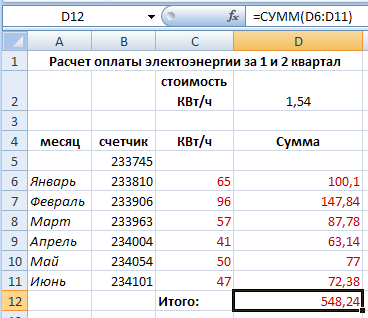 D12 fx =СУММ(D6:D11)
A B C D
1 Расчет оплаты электоэнергии за 1 и 2 квартал
стоимость
2 КВт/ч 1,54
3
4 месяц счетчик КВт/ч Сумма
5 233745
6 Январь 233810 65 100,1
7 Февраль 233906 96 147,84
8 Март 233963 57 87,78
9 Апрель 234004 41 63,14
10 Май 234054 50 77
11 Июнь 234101 47 72,38
12 Итого: 548,24